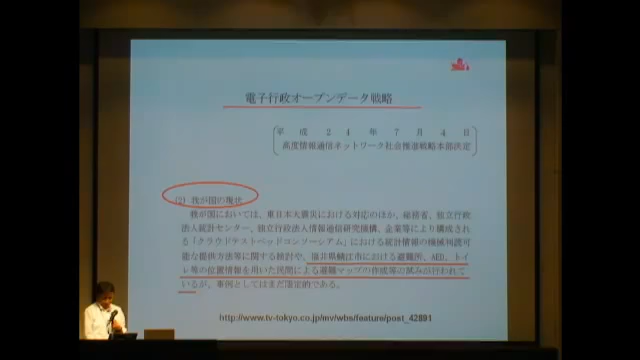 電子行政オープンデータ戦略
平成24年7月4日
高度情報通信ネットワーク社会推進戦略本部決定
(2) 我が国の現状
我が国においては、東日本大震災における対応のほか、総務省、独立行政
法人統計センター、独立行政法人情報通信研究機構、企業等により構成され
る「クラウドテストベッドコンソーシアム」における統計情報の機械判読可
能な提供方法等に関する検討や、福井県鯖江市における避難所、AED、トイ
レ等の位置情報を用いた民間による避難マップの作成等の試みが行われて
いるが、事例としてはまだ限定的である。
http://www.tv-tokyo.co.jp/mv/wbs/feature/post_42891